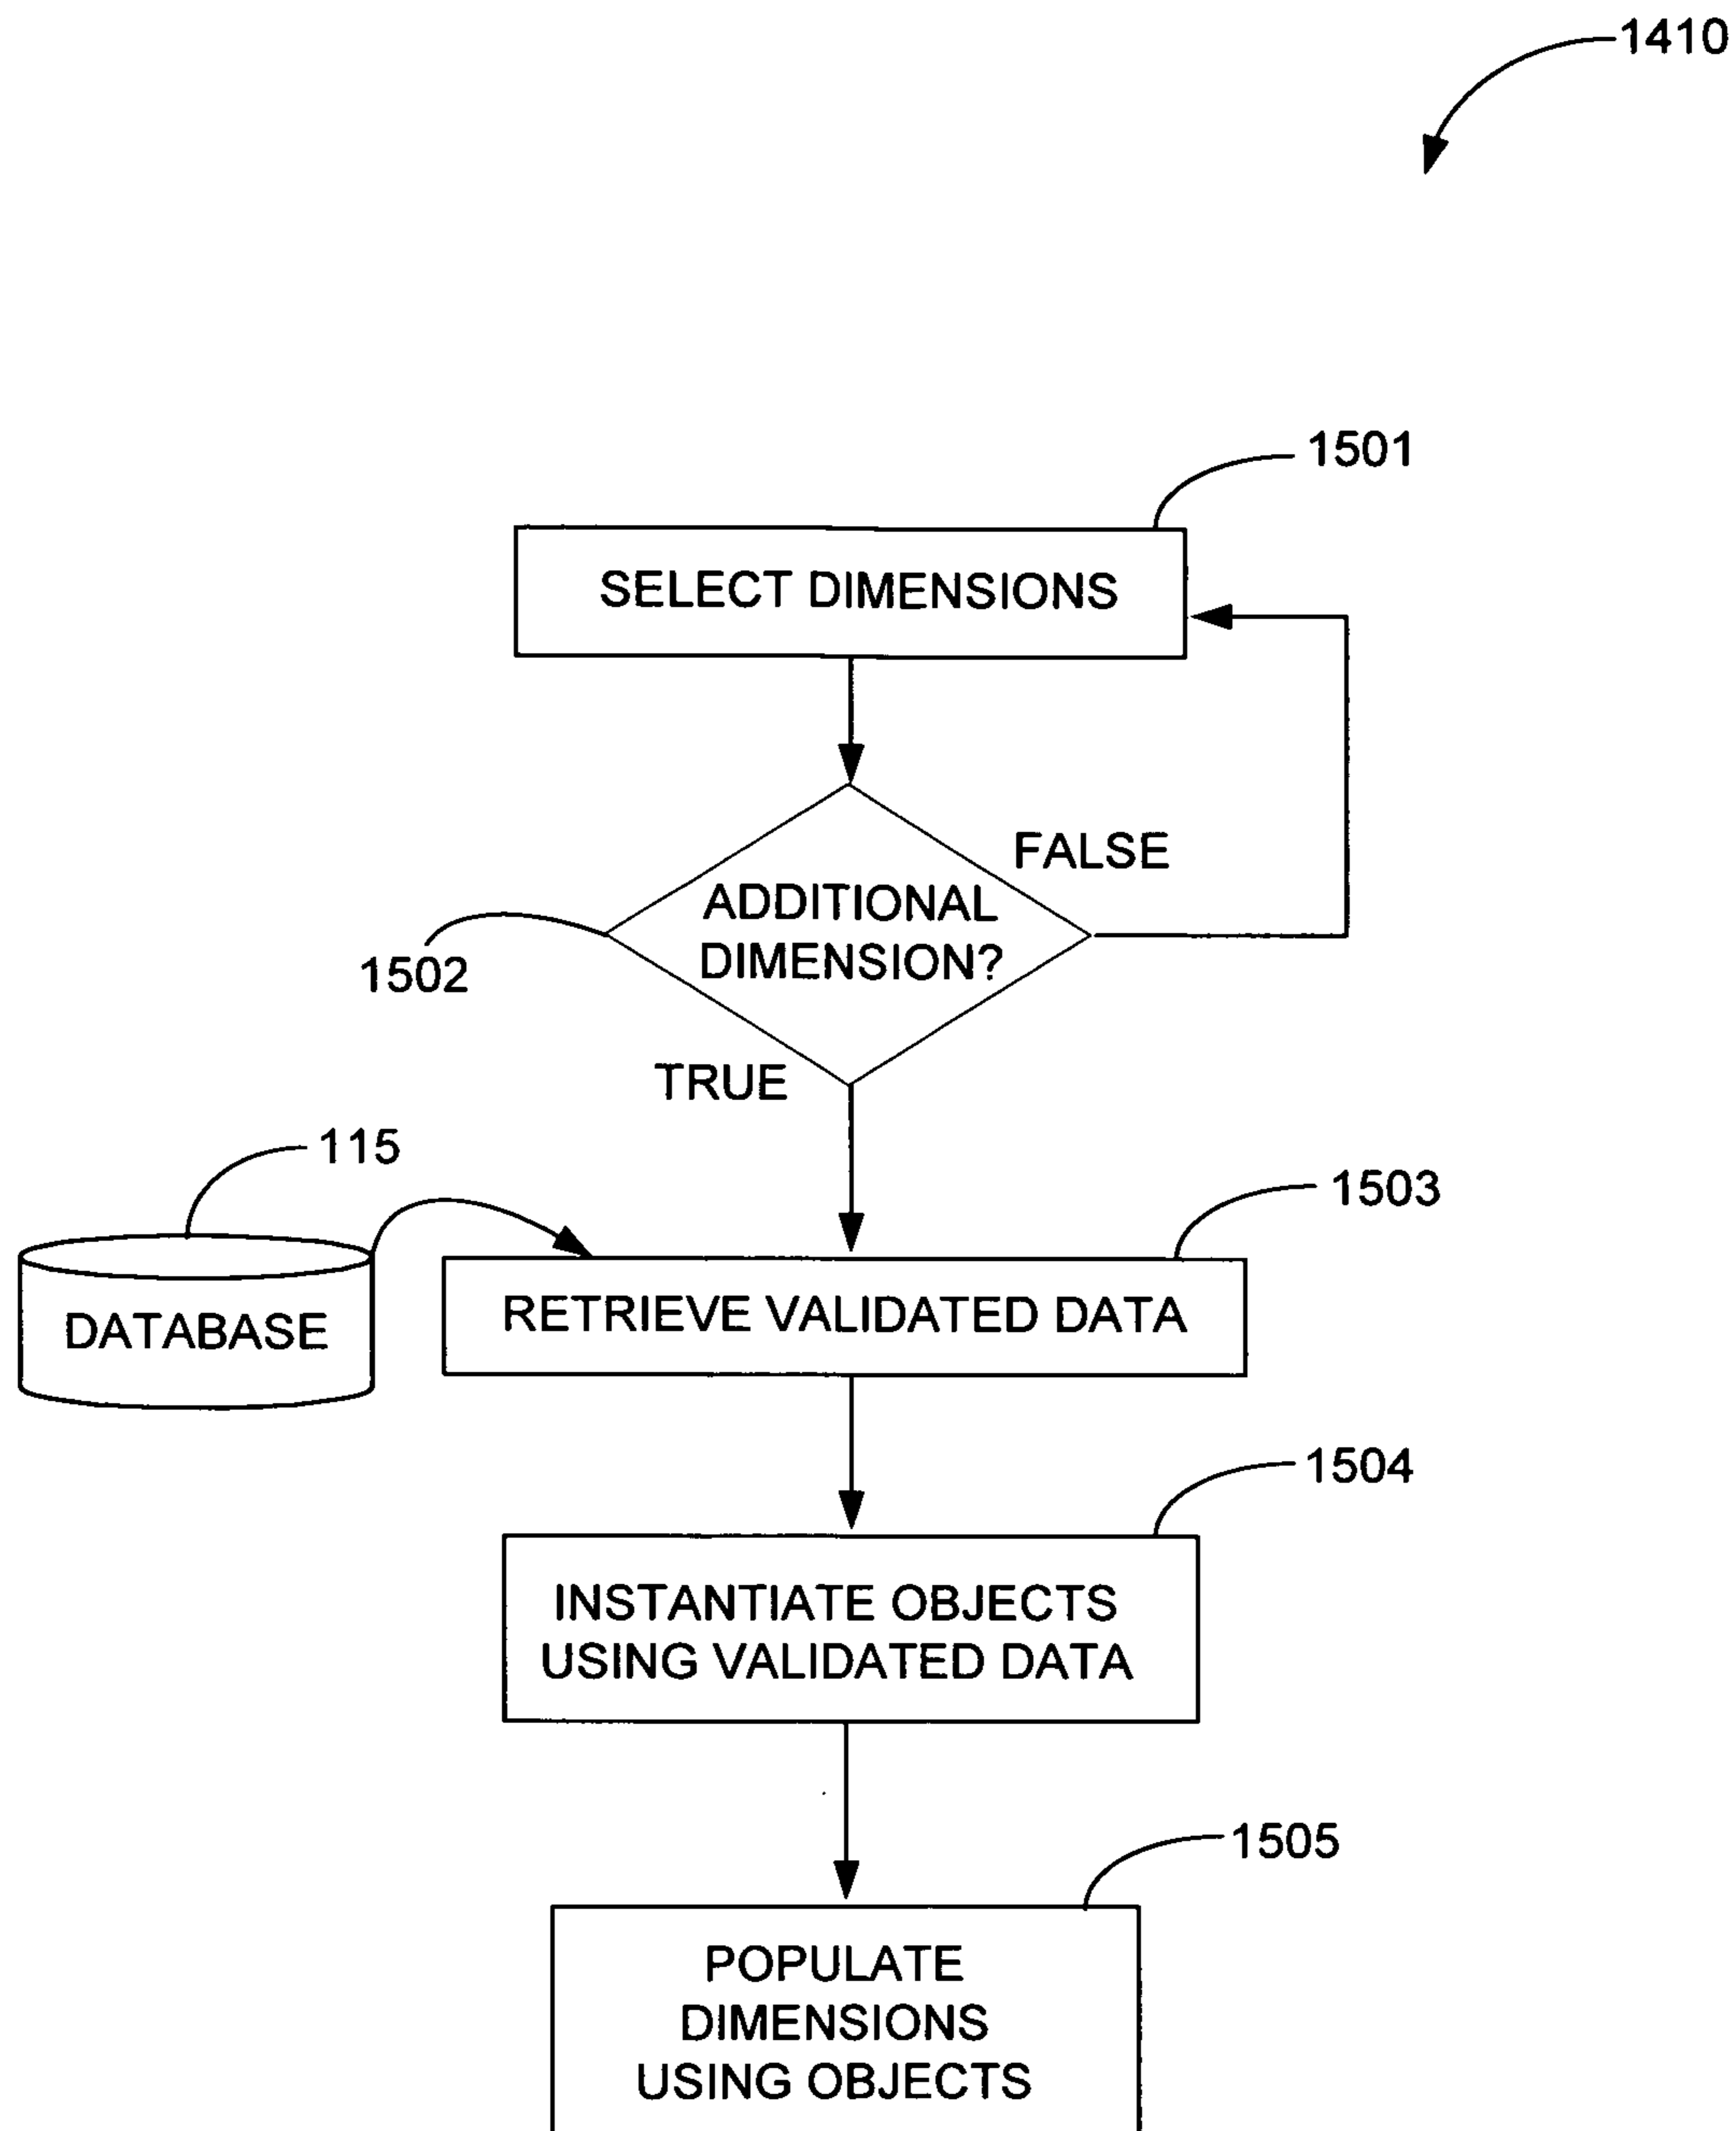 1410
1501
SELECT DIMENSIONS
FALSE
ADDITIONAL
DIMENSION?
1502
TRUE
115
1503
DATABASE
RETRIEVE VALIDATED DATA
1504
INSTANTIATE OBJECTS
USING VALIDATED DATA
1505
POPULATE
DIMENSIONS
USING OBJECTS